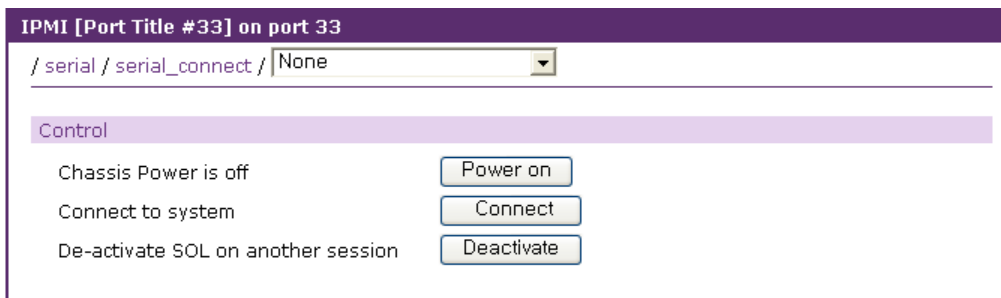 IPMI [Port Title #33] on port 33
/ serial / serial_connect / None
Control
Chassis Power is off Power on
Connect to system Connect
De-activate SOL on another session Deactivate